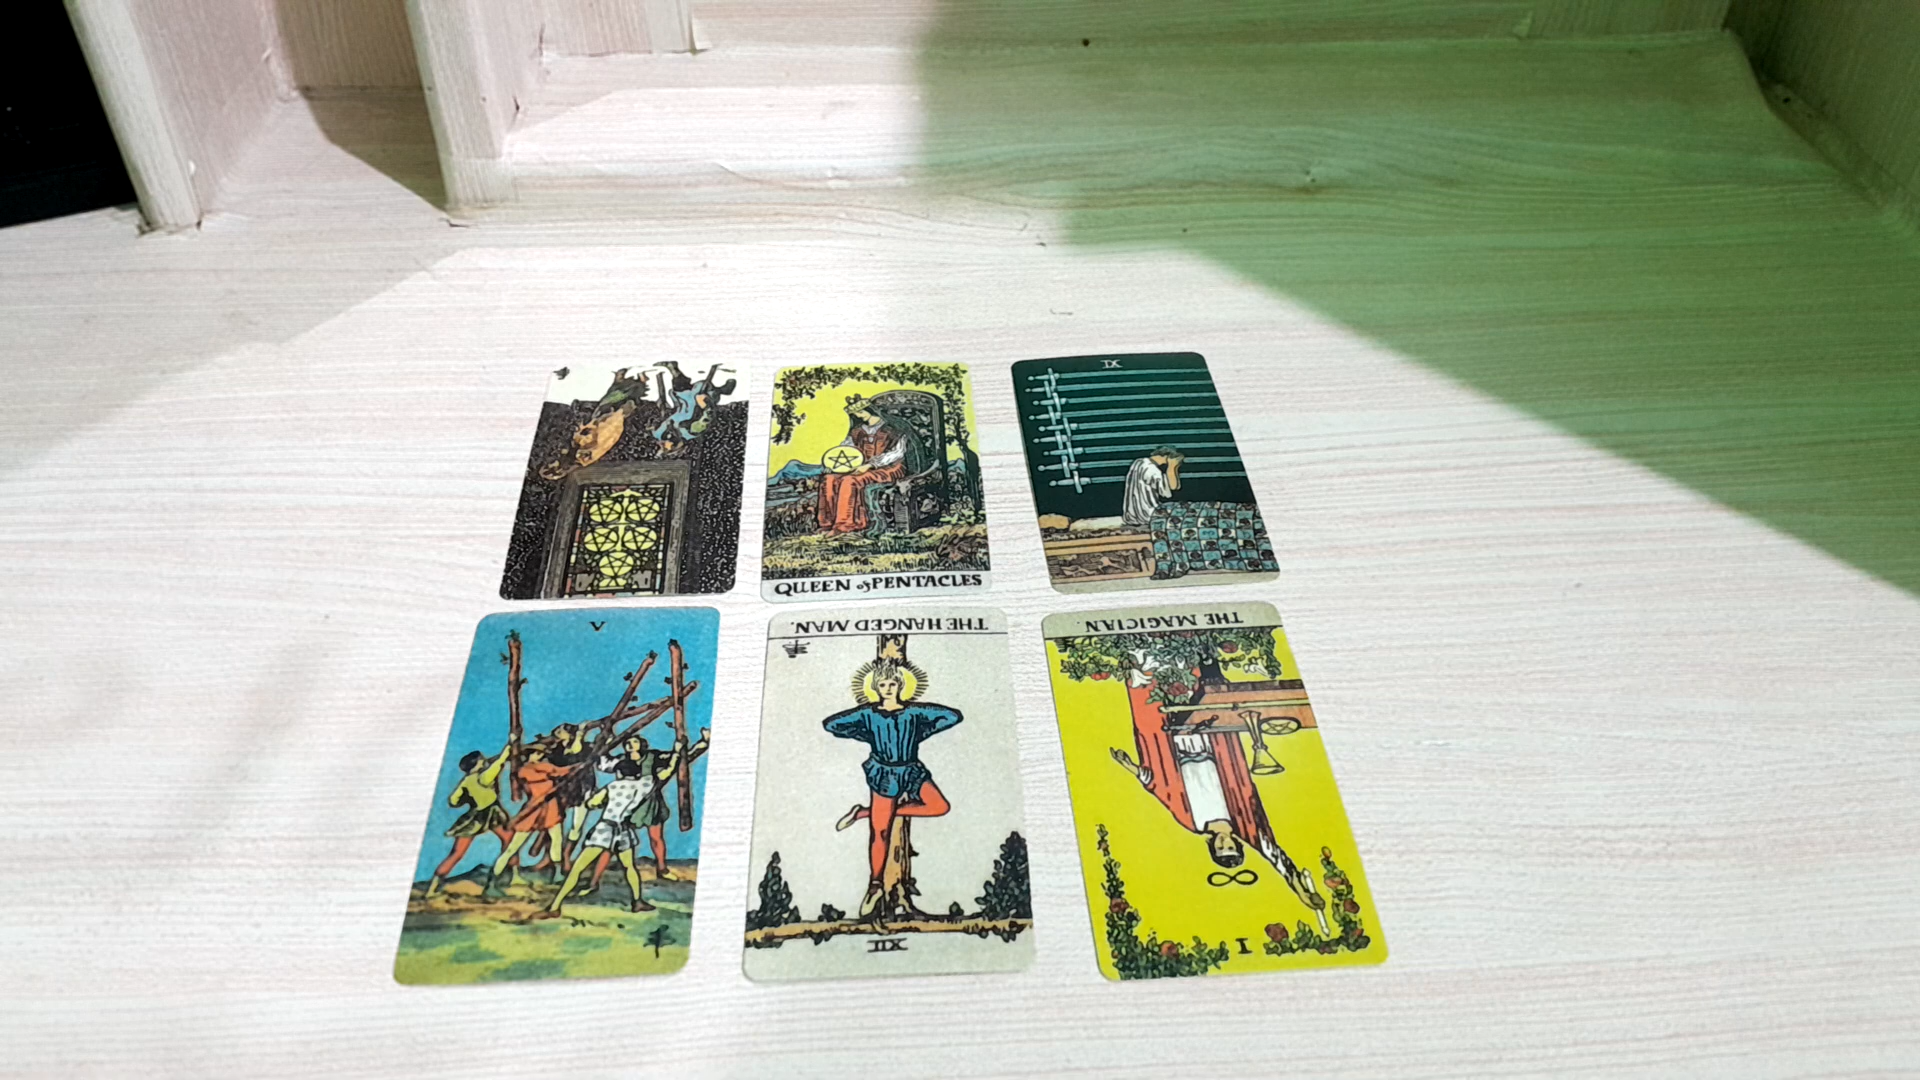 IX
QUEEN of PENTACLES
V
THE HANGED MAN.
XII
THE MAGICIAN.
I